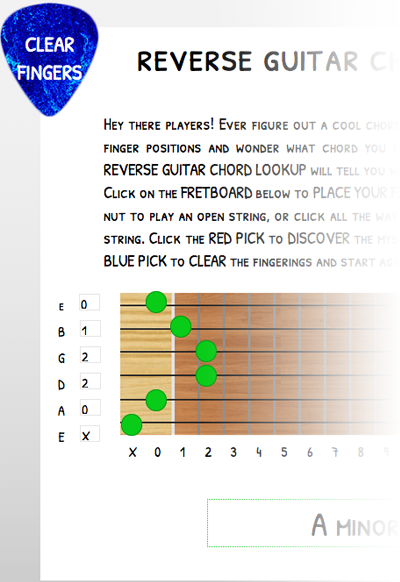 CLEAR
FINGERS
REVERSE GUITAR
HEY THERE PLAYERS! EVER FIGURE OUT A COOL
FINGER POSITIONS AND WONDER WHAT CHORD YOU
REVERSE GUITAR CHORD LOOKUP WILL TELL YOU
CLICK ON THE FRETBOARD BELOW TO PLACE YOUR
NUT TO PLAY AN OPEN STRING, OR CLICK ALL THE
STRING. CLICK THE RED PICK TO DISCOVER THE
BLUE PICK TO CLEAR THE FINGERINGS AND START
E 0
B 1
G 2
D 2
A 0
E X
X 0 1 2 3 4 5 6 7 8 9
A MINOR